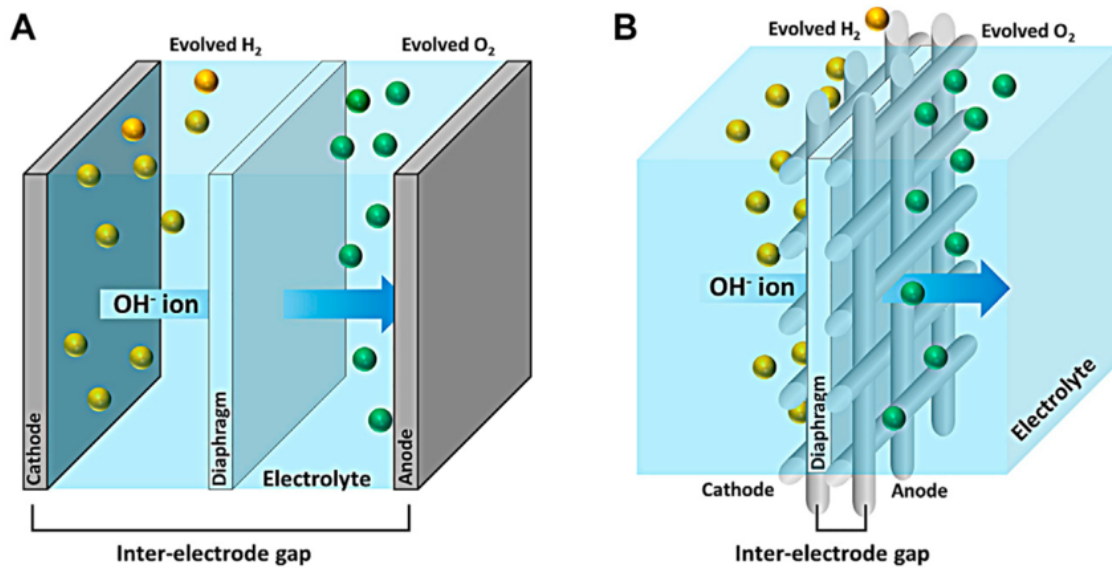 A
Evolved H₂
Evolved O₂
OH⁻ ion
Cathode
Diaphragm
Anode
Electrolyte
Inter-electrode gap
B
Evolved H₂
Evolved O₂
OH⁻ ion
Diaphragm
Electrolyte
Cathode
Anode
Inter-electrode gap